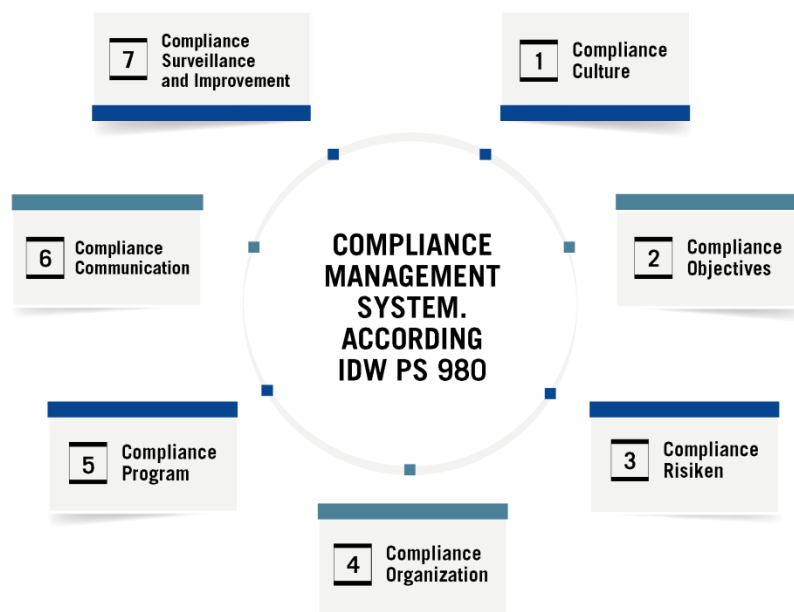 COMPLIANCE
MANAGEMENT
SYSTEM.
ACCORDING
IDW PS 980
1
Compliance
Culture
2
Compliance
Objectives
3
Compliance
Risiken
4
Compliance
Organization
5
Compliance
Program
6
Compliance
Communication
7
Compliance
Surveillance
and Improvement